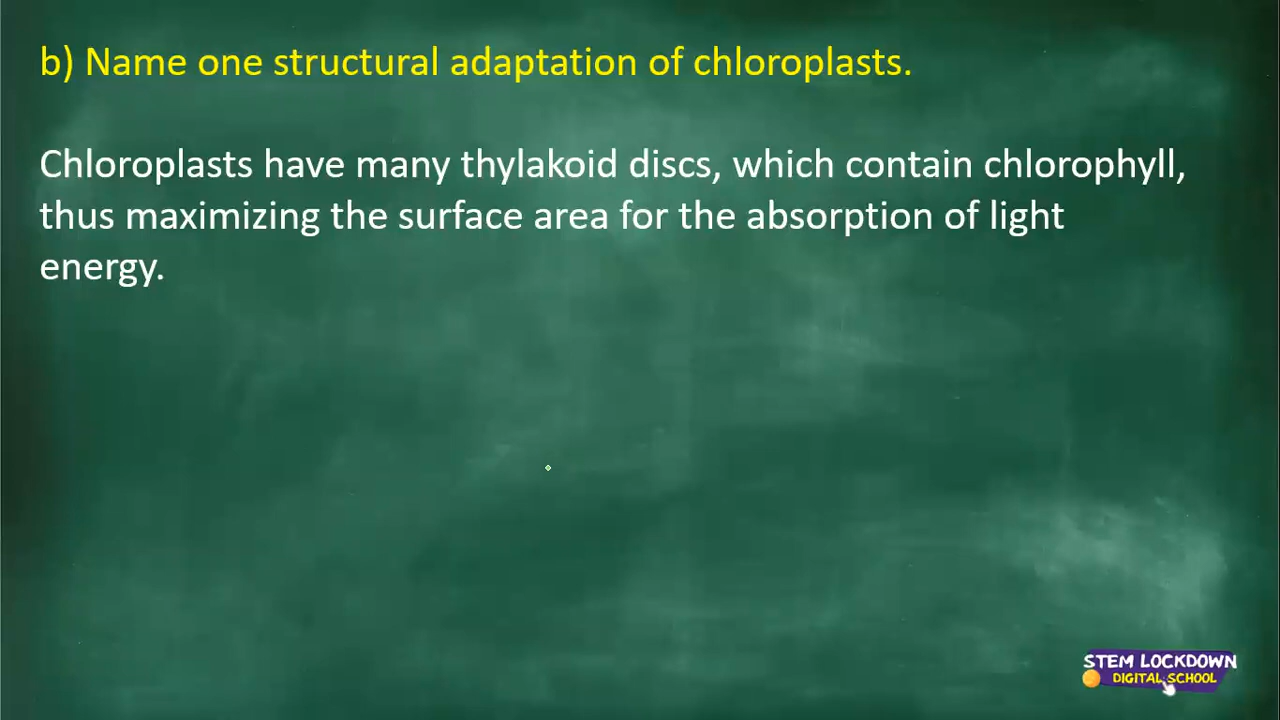 b) Name one structural adaptation of chloroplasts.
Chloroplasts have many thylakoid discs, which contain chlorophyll,
thus maximizing the surface area for the absorption of light
energy.
STEM LOCKDOWN
DIGITAL SCHOOL